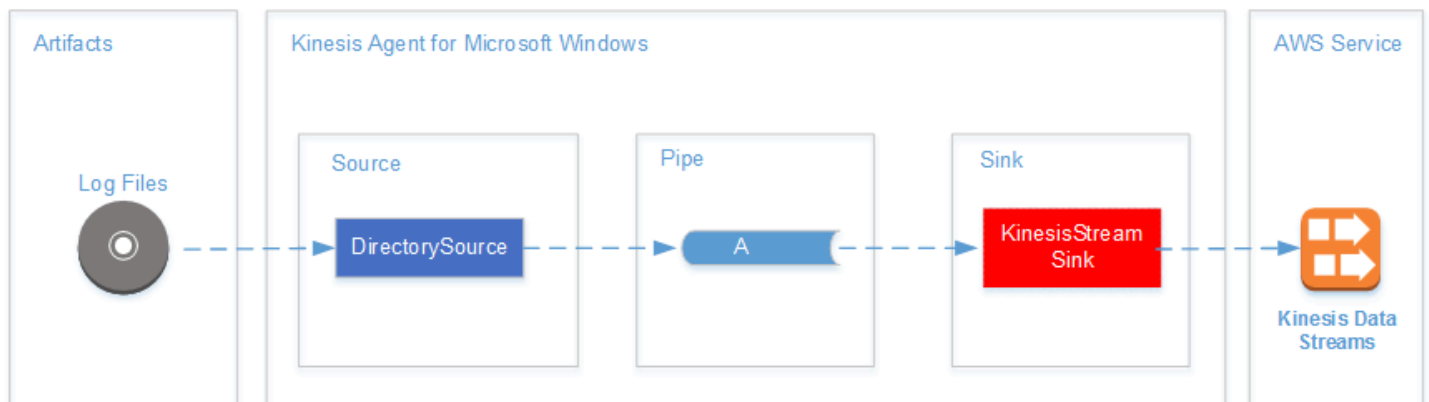 Artifacts
Kinesis Agent for Microsoft Windows
AWS Service
Source
Pipe
Sink
Log Files
DirectorySource
A
KinesisStream
Sink
Kinesis Data
Streams